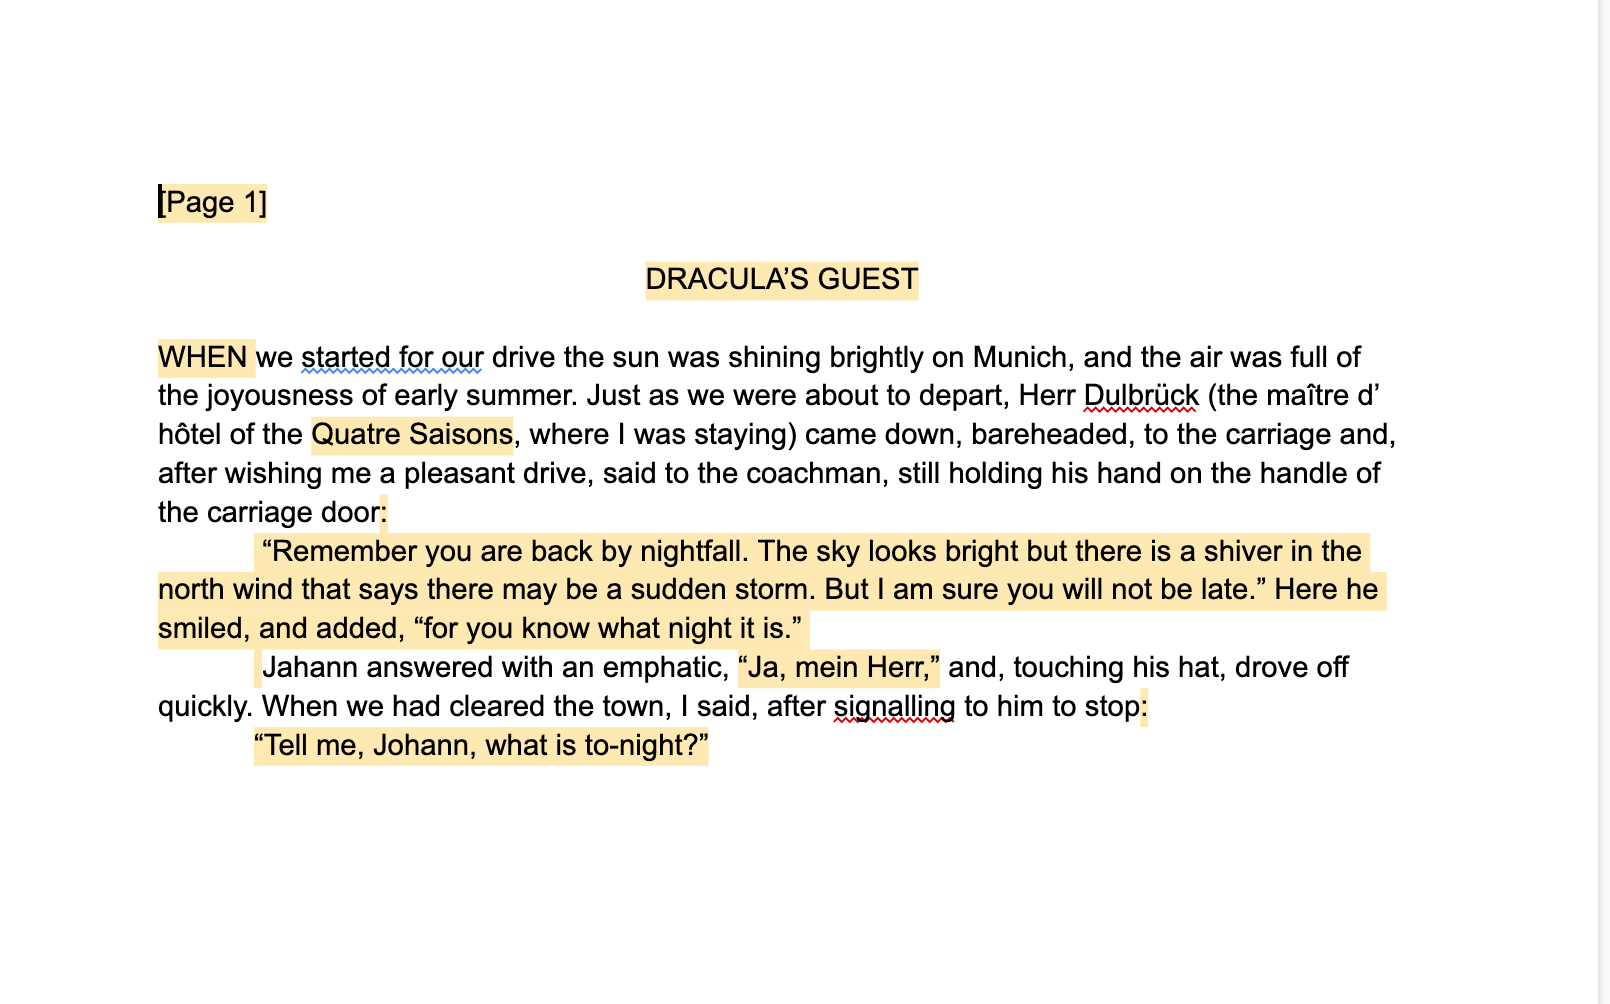 [Page 1]
DRACULA’S GUEST
WHEN we started for our drive the sun was shining brightly on Munich, and the air was full of
the joyousness of early summer. Just as we were about to depart, Herr Dulbrück (the maître d’
hôtel of the Quatre Saisons, where I was staying) came down, bareheaded, to the carriage and,
after wishing me a pleasant drive, said to the coachman, still holding his hand on the handle of
the carriage door:
“Remember you are back by nightfall. The sky looks bright but there is a shiver in the
north wind that says there may be a sudden storm. But I am sure you will not be late.” Here he
smiled, and added, “for you know what night it is.”
Jahann answered with an emphatic, “Ja, mein Herr,” and, touching his hat, drove off
quickly. When we had cleared the town, I said, after signalling to him to stop:
“Tell me, Johann, what is to-night?”